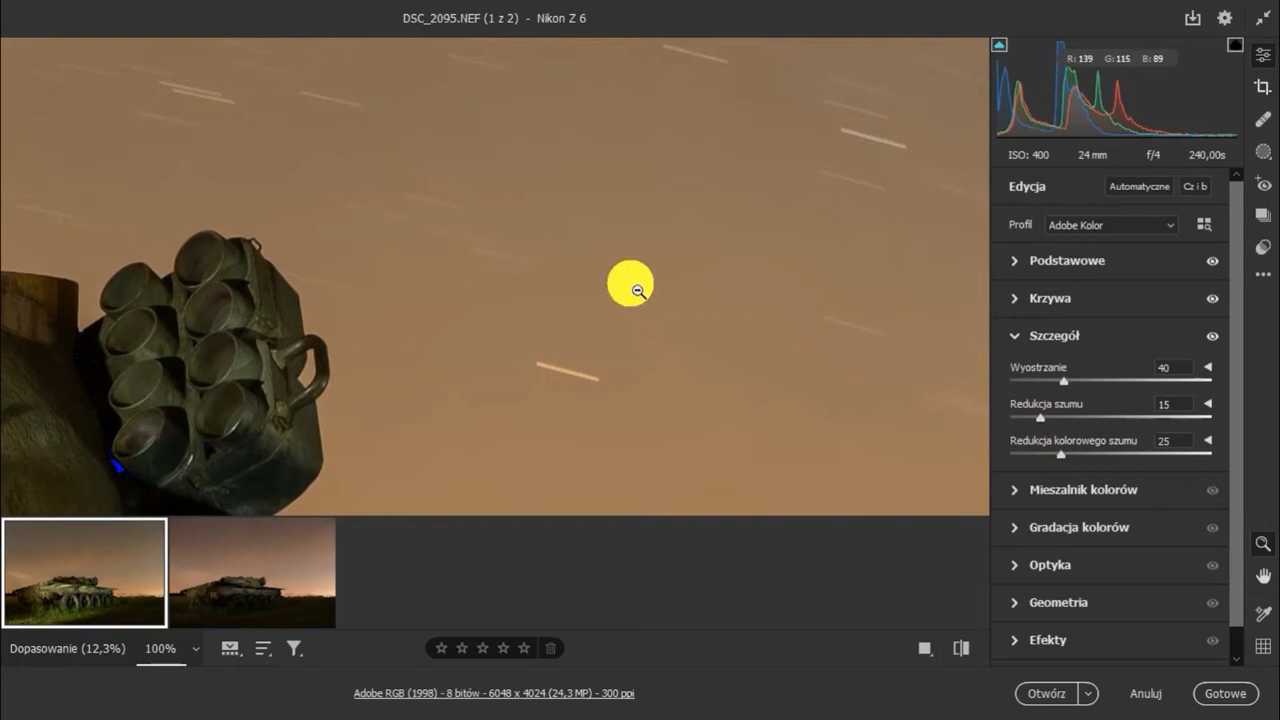 DSC_2095.NEF (1 z 2) - Nikon Z 6
R: 139 G: 115 B: 89
ISO: 400 24 mm f/4 240,00s
Edycja Automatyczne Cz i b
Profil Adobe Kolor
Podstawowe
Krzywa
Szczegół
Wyostrzanie 40
Redukcja szumu 15
Redukcja kolorowego szumu 25
Mieszalnik kolorów
Gradacja kolorów
Optyka
Geometria
Efekty
Dopasowanie (12,3%) 100%
Adobe RGB (1998) - 8 bitów - 6048 x 4024 (24,3 MP) - 300 ppi
Otwórz Anuluj Gotowe